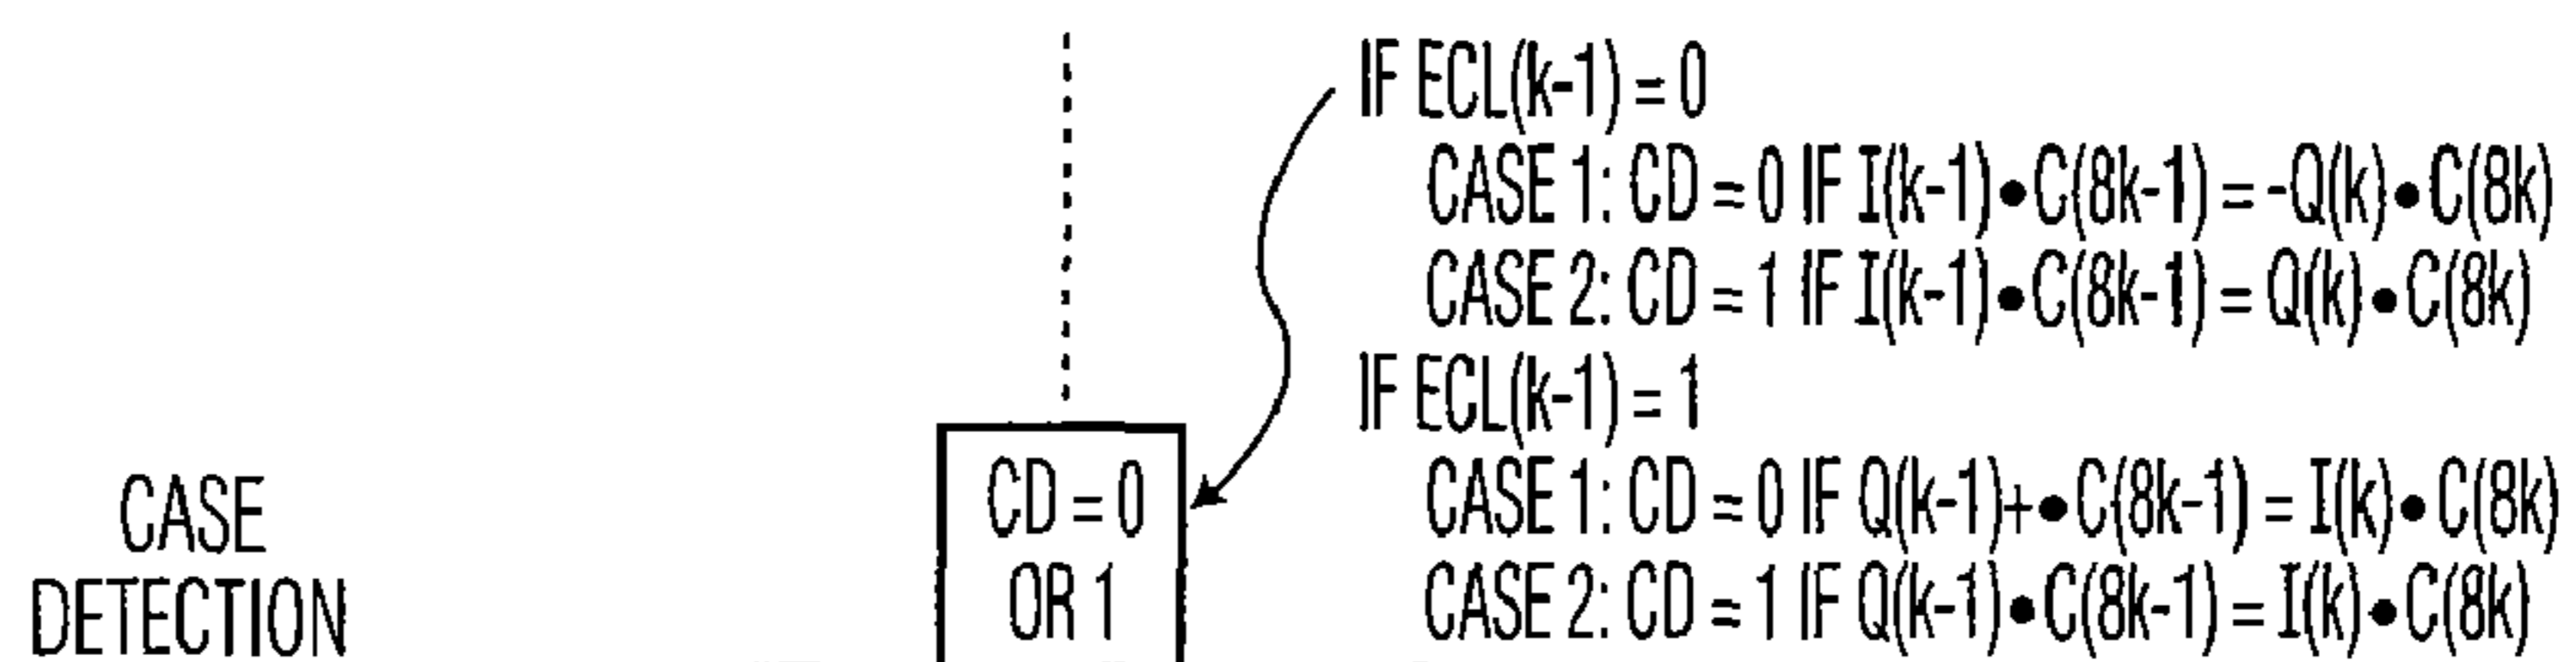 IF ECL(k-1) = 0
CASE 1: CD = 0 IF I(k-1)•C(8k-1) = -Q(k)•C(8k)
CASE 2: CD = 1 IF I(k-1)•C(8k-1) = Q(k)•C(8k)
IF ECL(k-1) = 1
CASE 1: CD = 0 IF Q(k-1)+•C(8k-1) = I(k)•C(8k)
CASE 2: CD = 1 IF Q(k-1)•C(8k-1) = I(k)•C(8k)
CASE
DETECTION
CD = 0
OR 1